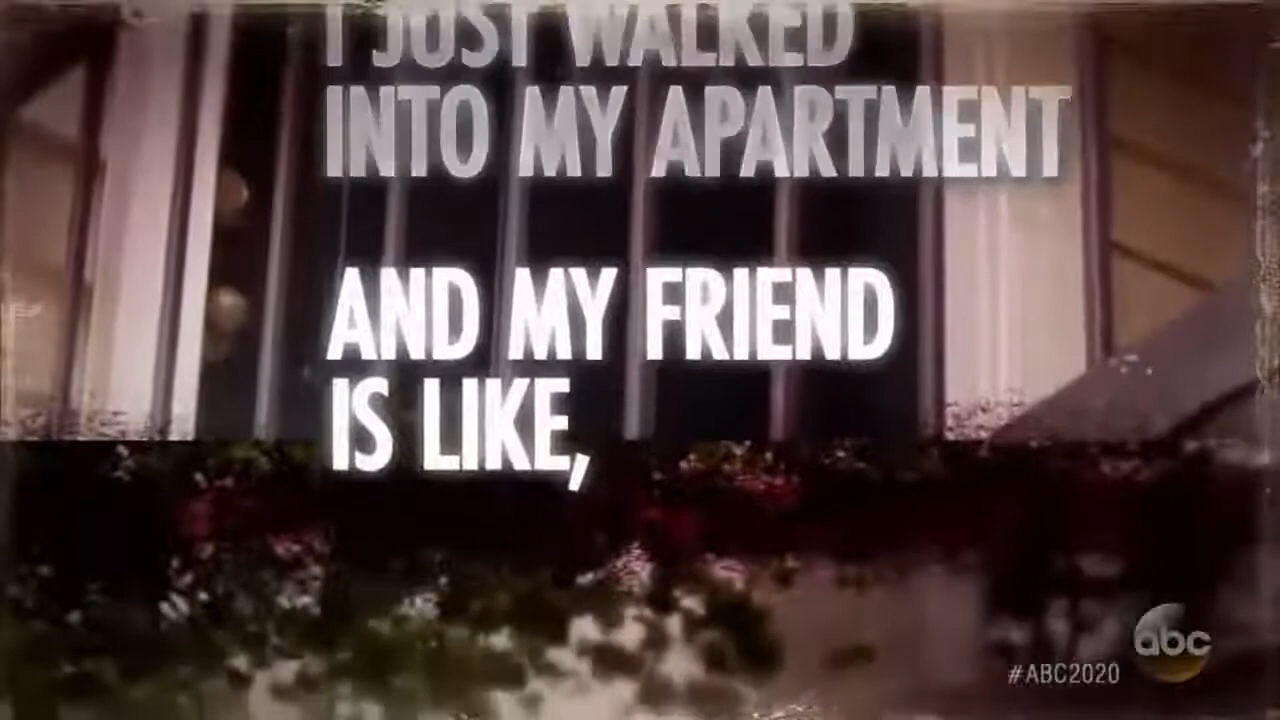 I JUST WALKED
INTO MY APARTMENT
AND MY FRIEND
IS LIKE,
abc
#ABC2020